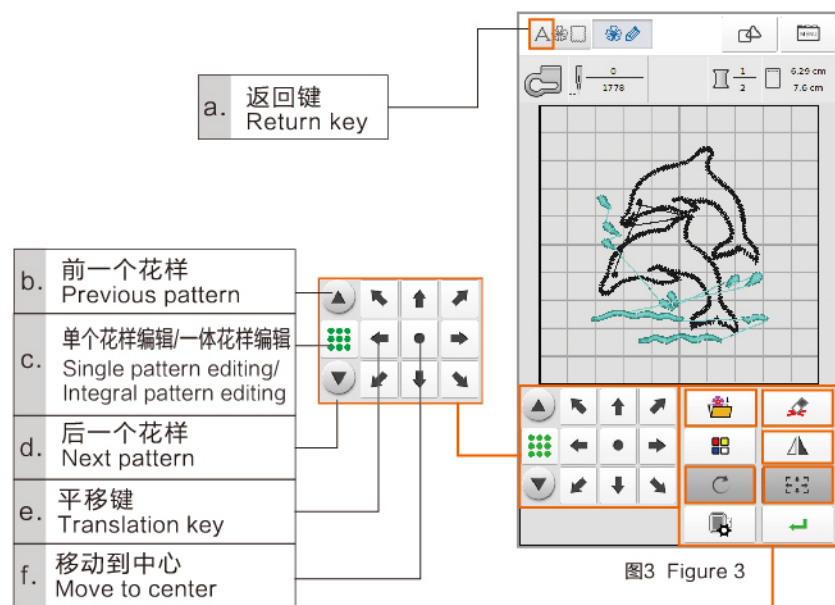 A
MENU
0
1778
1
2
6.29 cm
7.6 cm
a. 返回键
Return key
b. 前一个花样
Previous pattern
c. 单个花样编辑/一体花样编辑
Single pattern editing/
Integral pattern editing
d. 后一个花样
Next pattern
e. 平移键
Translation key
f. 移动到中心
Move to center
图3 Figure 3